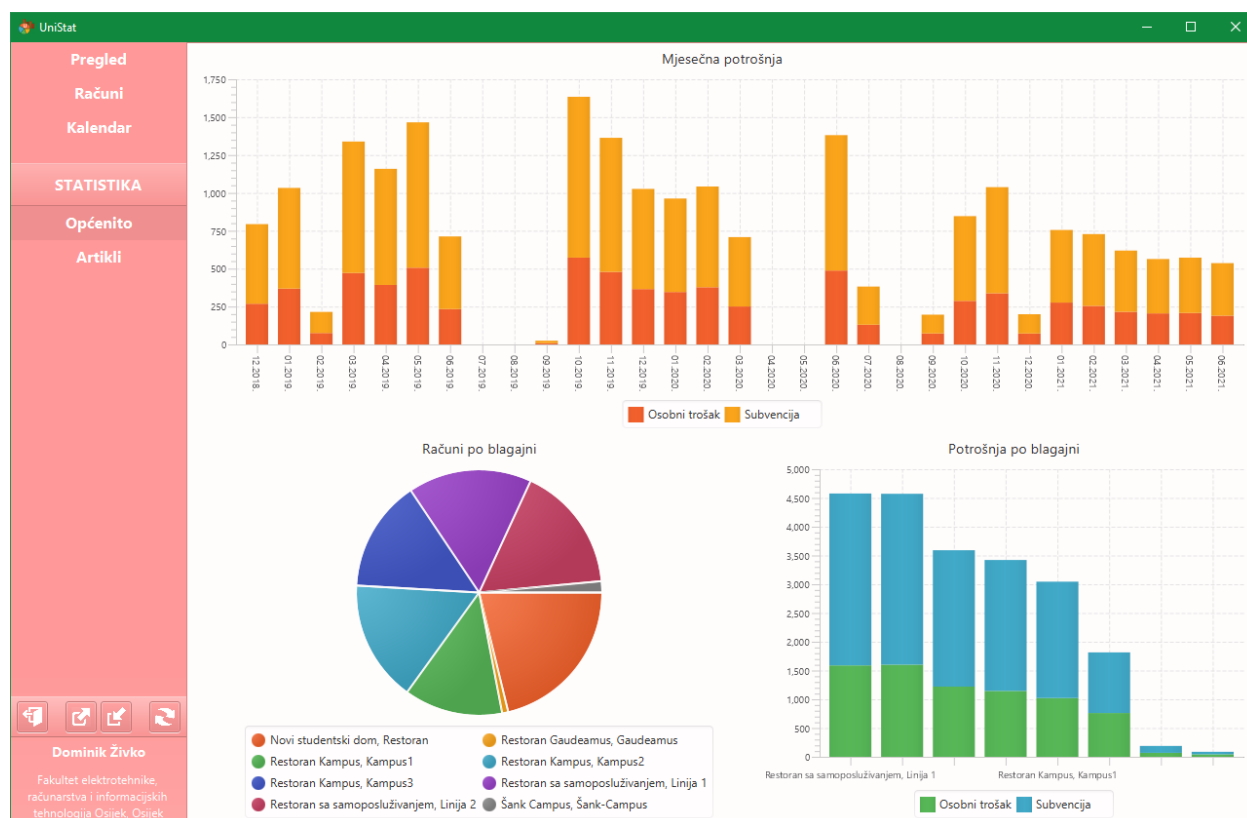 UniStat
Pregled
Računi
Kalendar
STATISTIKA
Općenito
Artikli
Dominik Živko
Fakultet elektrotehnike,
računarstva i informacijskih
tehnologija Osijek, Osijek
Mjesečna potrošnja
1,750
1,500
1,250
1,000
750
500
250
0
12.2018.
01.2019.
02.2019.
03.2019.
04.2019.
05.2019.
06.2019.
07.2019.
08.2019.
09.2019.
10.2019.
11.2019.
12.2019.
01.2020.
02.2020.
03.2020.
04.2020.
05.2020.
06.2020.
07.2020.
08.2020.
09.2020.
10.2020.
11.2020.
12.2020.
01.2021.
02.2021.
03.2021.
04.2021.
05.2021.
06.2021.
Osobni trošak Subvencija
Računi po blagajni
Novi studentski dom, Restoran
Restoran Gaudeamus, Gaudeamus
Restoran Kampus, Kampus1
Restoran Kampus, Kampus2
Restoran Kampus, Kampus3
Restoran sa samoposluživanjem, Linija 1
Restoran sa samoposluživanjem, Linija 2
Šank Campus, Šank-Campus
Potrošnja po blagajni
5,000
4,500
4,000
3,500
3,000
2,500
2,000
1,500
1,000
500
0
Restoran sa samoposluživanjem, Linija 1
Restoran Kampus, Kampus1
Osobni trošak Subvencija